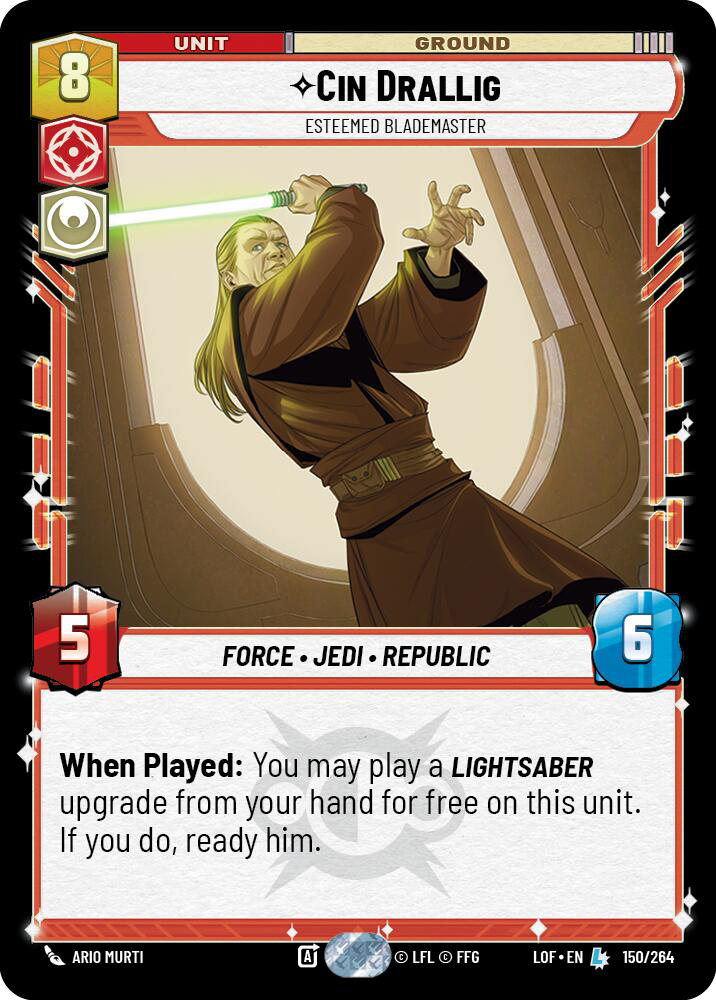 UNIT
GROUND
8
CIN DRALLIG
ESTEEMED BLADEMASTER
5
FORCE • JEDI • REPUBLIC
6
When Played: You may play a LIGHTSABER
upgrade from your hand for free on this unit.
If you do, ready him.
ARIO MURTI
A
© LFL © FFG
LOF • EN
L
150/264